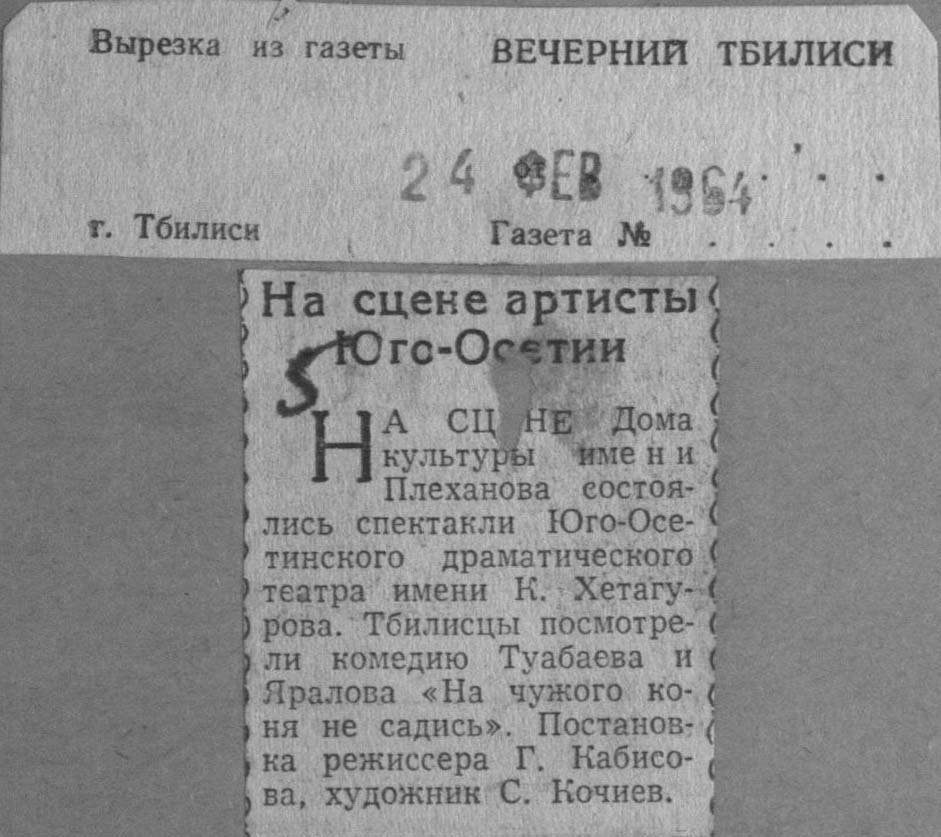 Вырезка из газеты ВЕЧЕРНИЙ ТБИЛИСИ
24 ФЕВ 1964
г. Тбилиси Газета №
На сцене артисты
Юго-Осетии
5
НА СЦЕНЕ Дома
культуры имени
Плеханова состоя-
лись спектакли Юго-Осе-
тинского драматического
театра имени К. Хетагу-
рова. Тбилисцы посмотре-
ли комедию Туабаева и
Яралова «На чужого ко-
ня не садись». Постанов-
ка режиссера Г. Кабисо-
ва, художник С. Кочиев.